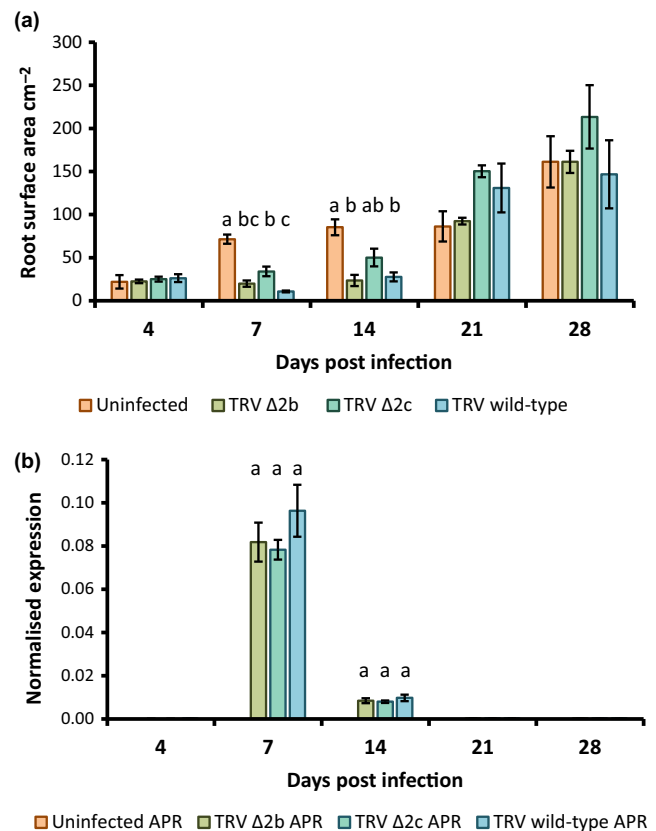 (a)
300
250
200
150
100
50
0
Root surface area cm⁻²
a bc b c
a b ab b
4 7 14 21 28
Days post infection
Uninfected TRV Δ2b TRV Δ2c TRV wild-type
(b)
0.12
0.10
0.08
0.06
0.04
0.02
0.00
Normalised expression
a a a
a a a
4 7 14 21 28
Days post infection
Uninfected APR TRV Δ2b APR TRV Δ2c APR TRV wild-type APR